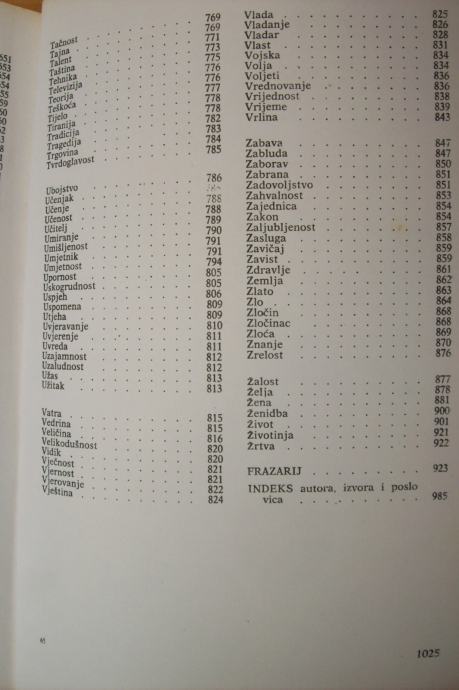 Tačnost . . . . . . . . . . 769
Tajna . . . . . . . . . . 769
Talent . . . . . . . . . . 771
Taština . . . . . . . . . . 773
Tehnika . . . . . . . . . . 775
Televizija . . . . . . . . . . 776
Teorija . . . . . . . . . . 776
Teškoća . . . . . . . . . . 777
Tijelo . . . . . . . . . . 778
Tiranija . . . . . . . . . . 778
Tradicija . . . . . . . . . . 782
Tragedija . . . . . . . . . . 783
Trgovina . . . . . . . . . . 784
Tvrdoglavost . . . . . . . . 785
Ubojstvo . . . . . . . . . . 786
Učenjak . . . . . . . . . .
Učenje . . . . . . . . . . 788
Učenost . . . . . . . . . . 788
Učitelj . . . . . . . . . . 789
Umiranje . . . . . . . . . . 790
Umišljenost . . . . . . . . 791
Umjetnik . . . . . . . . . . 791
Umjetnost . . . . . . . . . 794
Upornost . . . . . . . . . . 805
Uskogrudnost . . . . . . . . 805
Uspjeh . . . . . . . . . . 806
Uspomena . . . . . . . . . . 809
Utjeha . . . . . . . . . . 809
Uvjeravanje . . . . . . . . 810
Uvjerenje . . . . . . . . . 811
Uvreda . . . . . . . . . . 811
Uzajamnost . . . . . . . . . 812
Uzaludnost . . . . . . . . . 812
Užas . . . . . . . . . . 813
Užitak . . . . . . . . . . 813
Vatra . . . . . . . . . . 815
Vedrina . . . . . . . . . . 815
Veličina . . . . . . . . . . 816
Velikodušnost . . . . . . . . 820
Vidik . . . . . . . . . . 820
Vječnost . . . . . . . . . . 821
Vjernost . . . . . . . . . . 821
Vjerovanje . . . . . . . . . 822
Vještina . . . . . . . . . . 824
Vlada . . . . . . . . . . 825
Vladanje . . . . . . . . . . 826
Vladar . . . . . . . . . . 828
Vlast . . . . . . . . . . 831
Vojska . . . . . . . . . . 834
Volja . . . . . . . . . . 834
Voljeti . . . . . . . . . . 836
Vrednovanje . . . . . . . . 836
Vrijednost . . . . . . . . . 838
Vrijeme . . . . . . . . . . 839
Vrlina . . . . . . . . . . 843
Zabava . . . . . . . . . . 847
Zabluda . . . . . . . . . . 847
Zaborav . . . . . . . . . . 850
Zabrana . . . . . . . . . . 851
Zadovoljstvo . . . . . . . . 851
Zahvalnost . . . . . . . . . 853
Zajednica . . . . . . . . . 854
Zakon . . . . . . . . . . 854
Zaljubljenost . . . . . . . . 857
Zasluga . . . . . . . . . . 858
Zavičaj . . . . . . . . . . 859
Zavist . . . . . . . . . . 859
Zdravlje . . . . . . . . . . 861
Zemlja . . . . . . . . . . 862
Zlato . . . . . . . . . . 863
Zlo . . . . . . . . . . 864
Zločin . . . . . . . . . . 868
Zločinac . . . . . . . . . . 868
Zloća . . . . . . . . . . 869
Znanje . . . . . . . . . . 870
Zrelost . . . . . . . . . . 876
Žalost . . . . . . . . . . 877
Želja . . . . . . . . . . 878
Žena . . . . . . . . . . 881
Ženidba . . . . . . . . . . 900
Život . . . . . . . . . . 901
Životinja . . . . . . . . . 921
Žrtva . . . . . . . . . . 922
FRAZARIJ . . . . . . . . 923
INDEKS autora, izvora i poslo
vica . . . . . . . . . 985
65
1025